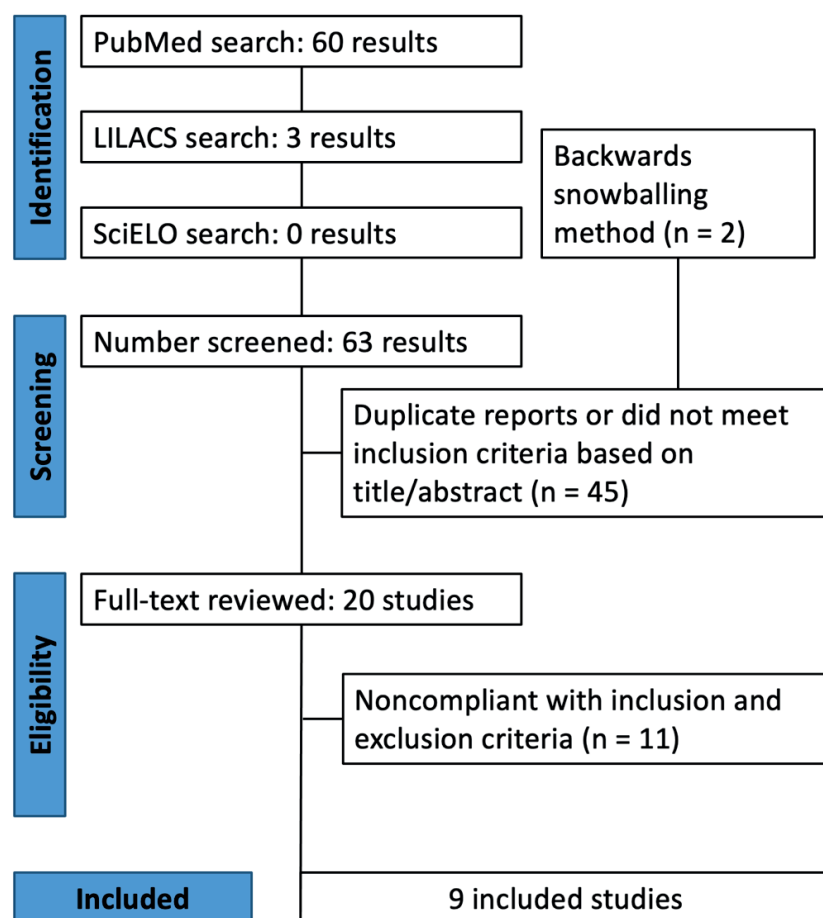 Identification
PubMed search: 60 results
LILACS search: 3 results
SciELO search: 0 results
Backwards
snowballing
method (n = 2)
Screening
Number screened: 63 results
Duplicate reports or did not meet
inclusion criteria based on
title/abstract (n = 45)
Eligibility
Full-text reviewed: 20 studies
Noncompliant with inclusion and
exclusion criteria (n = 11)
Included
9 included studies